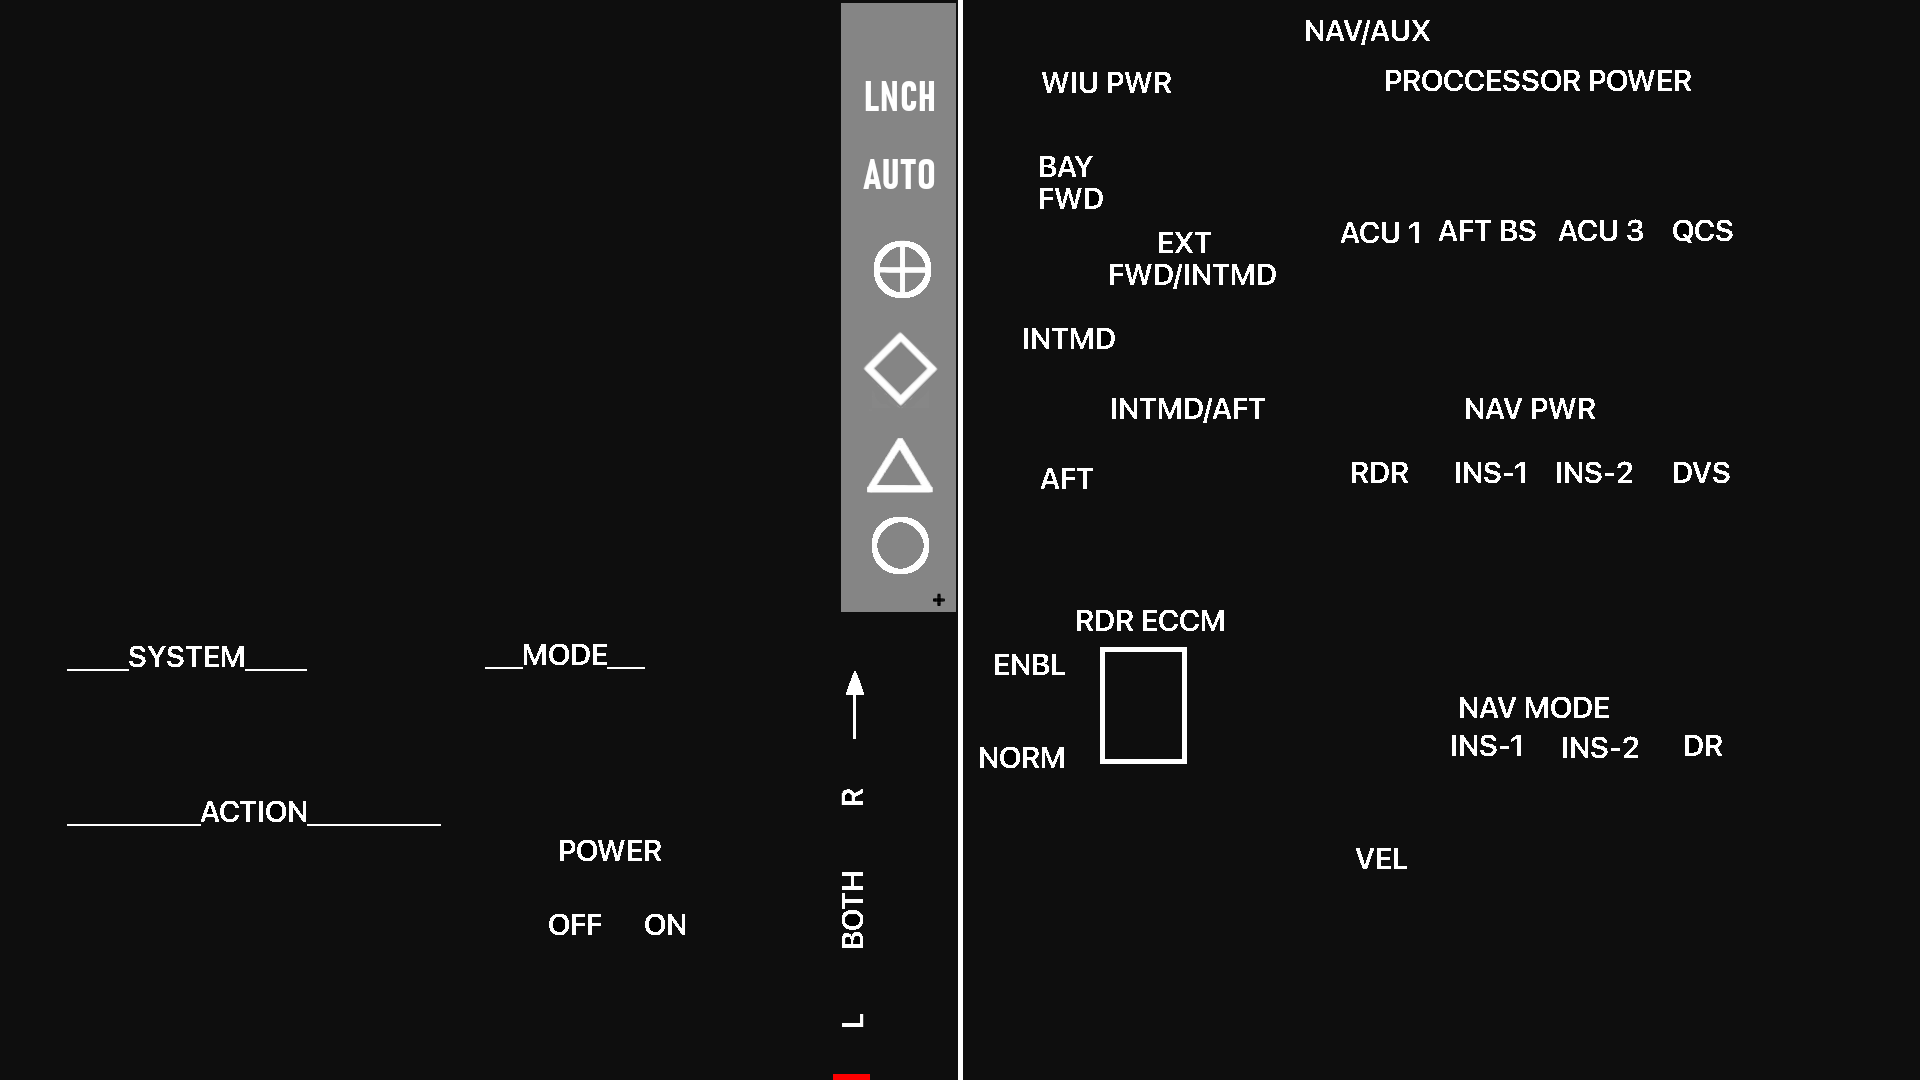 LNCH
AUTO
+
____SYSTEM____
__MODE__
_________ACTION_________
POWER
OFF ON
R
BOTH
L
NAV/AUX
WIU PWR
PROCCESSOR POWER
BAY
FWD
EXT
FWD/INTMD
ACU 1 AFT BS ACU 3 QCS
INTMD
INTMD/AFT
NAV PWR
AFT
RDR INS-1 INS-2 DVS
RDR ECCM
ENBL
NORM
NAV MODE
INS-1 INS-2 DR
VEL